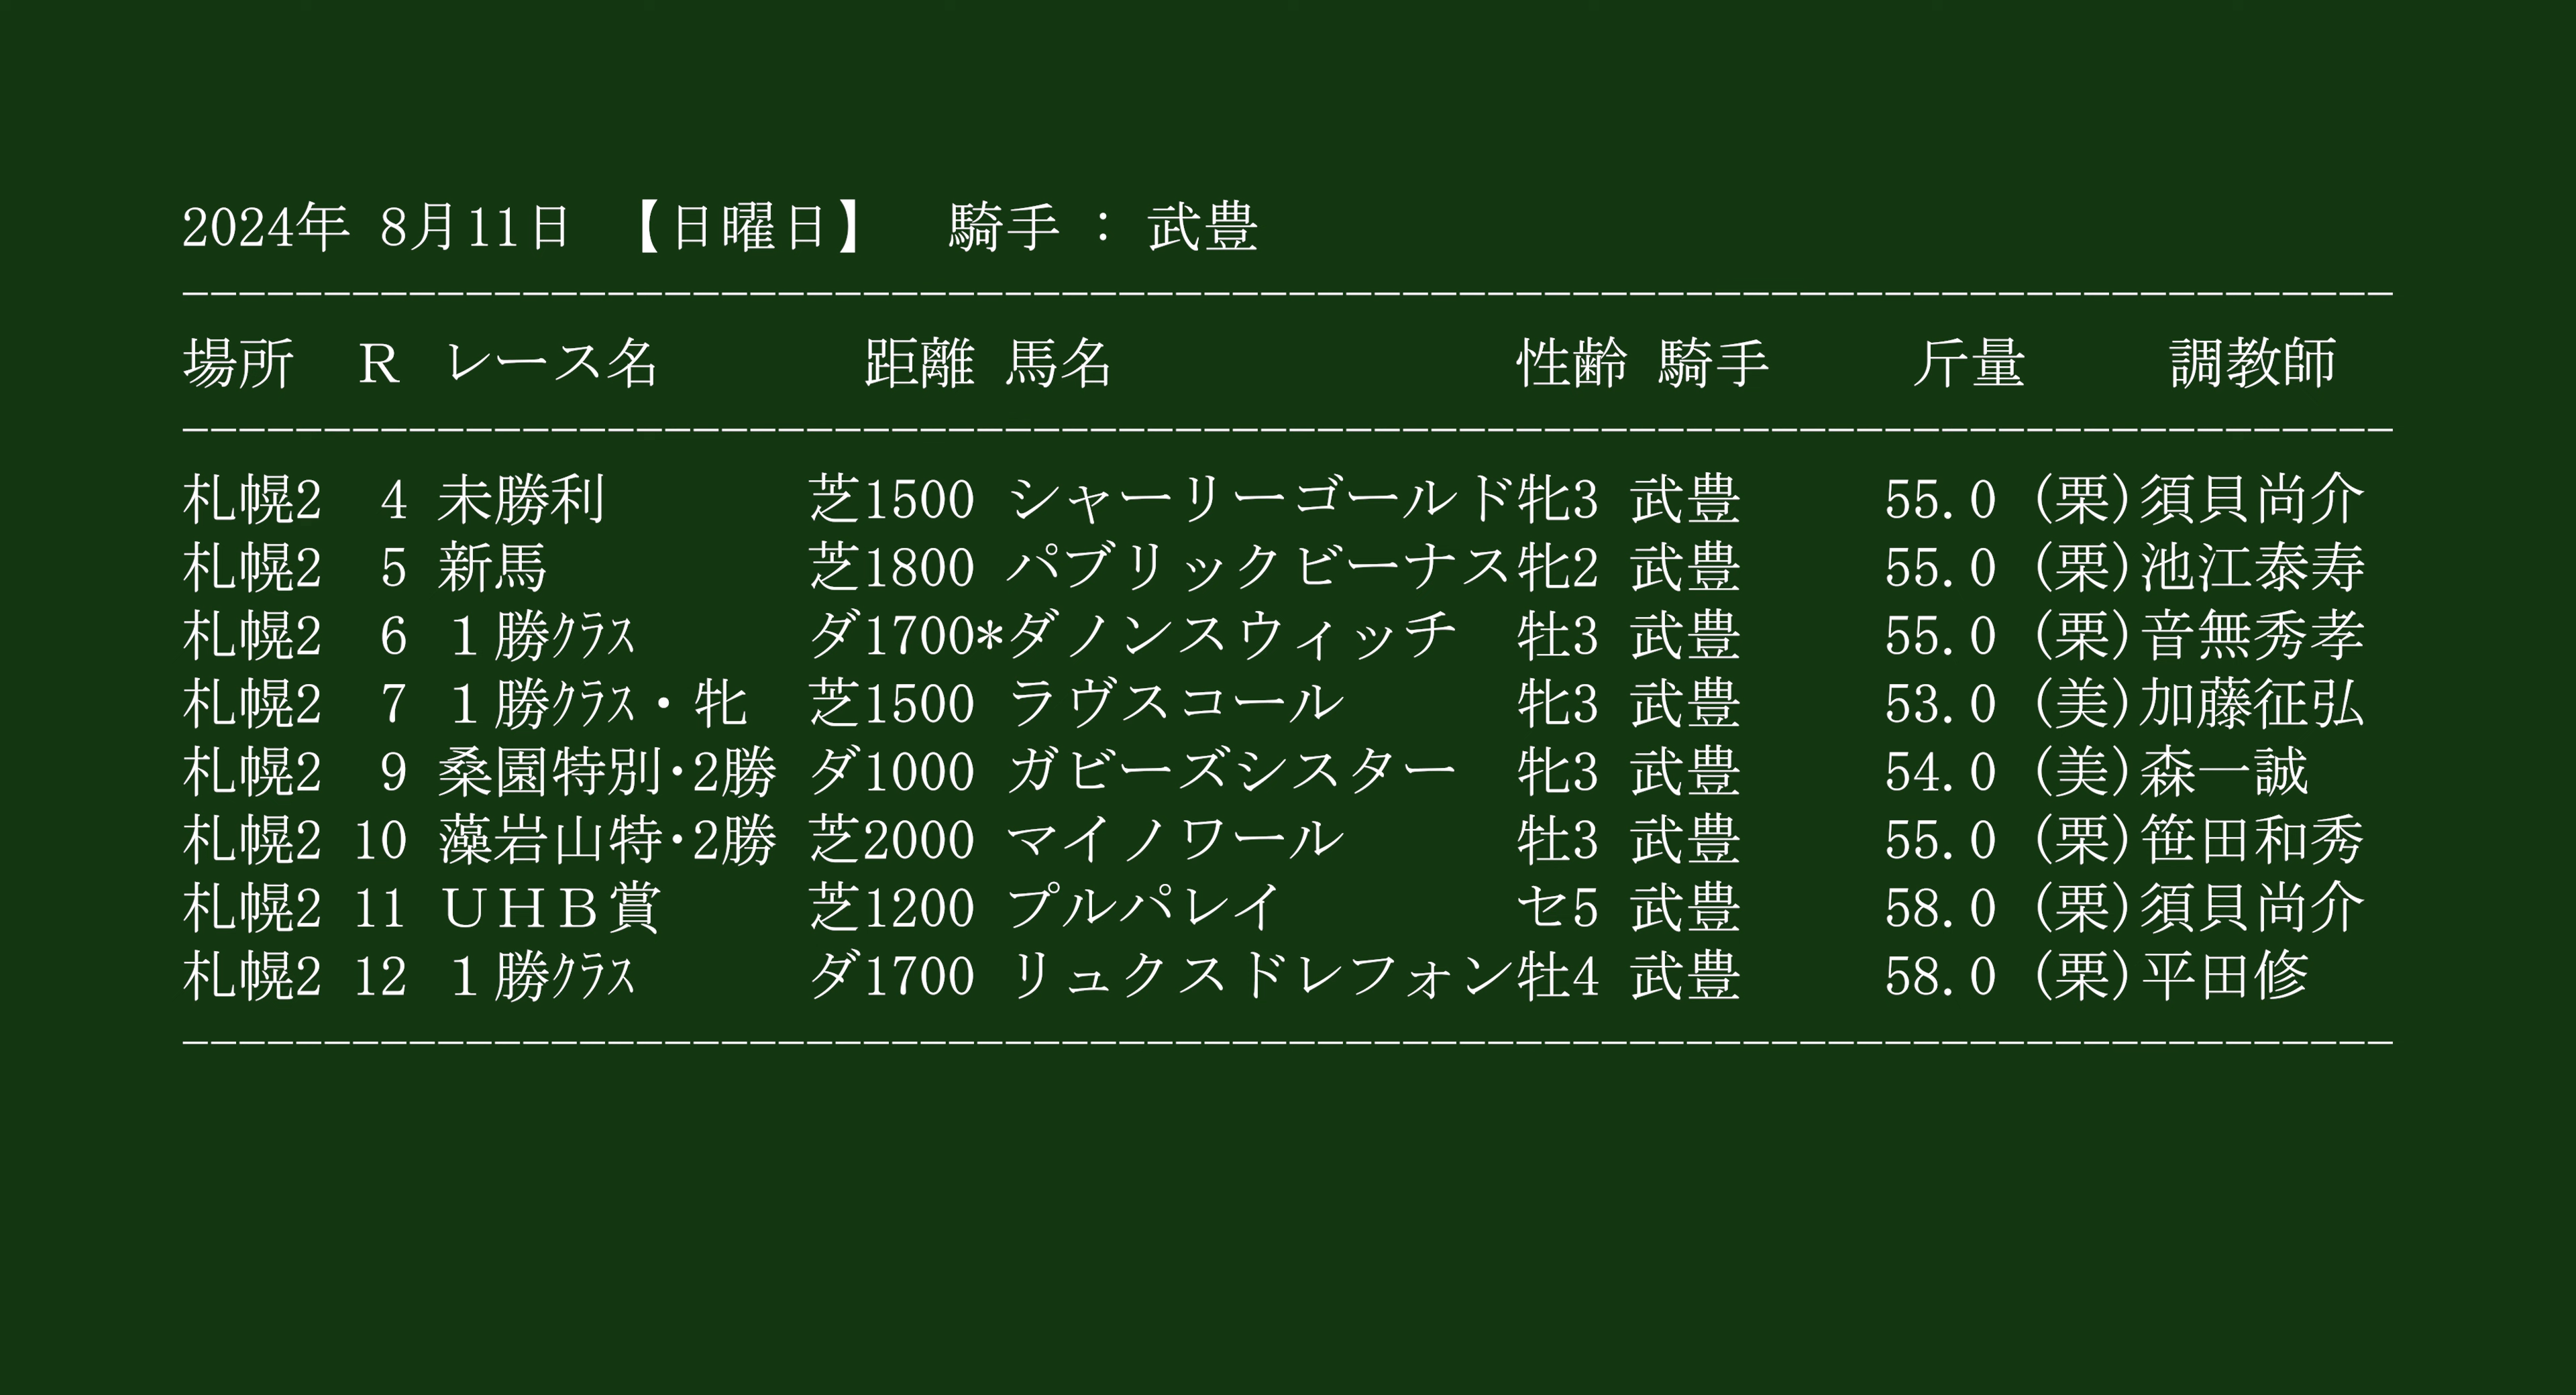 2024年 8月11日 【日曜日】 騎手 : 武豊
------------------------------------------------------------------------------
場所 Ｒ レース名 距離 馬名 性齢 騎手 斤量 調教師
------------------------------------------------------------------------------
札幌2 4 未勝利 芝1500 シャーリーゴールド牝3 武豊 55.0 (栗)須貝尚介
札幌2 5 新馬 芝1800 パブリックビーナス牝2 武豊 55.0 (栗)池江泰寿
札幌2 6 １勝ｸﾗｽ ダ1700*ダノンスウィッチ 牡3 武豊 55.0 (栗)音無秀孝
札幌2 7 １勝ｸﾗｽ・牝 芝1500 ラヴスコール 牝3 武豊 53.0 (美)加藤征弘
札幌2 9 桑園特別･2勝 ダ1000 ガビーズシスター 牝3 武豊 54.0 (美)森一誠
札幌2 10 藻岩山特･2勝 芝2000 マイノワール 牡3 武豊 55.0 (栗)笹田和秀
札幌2 11 ＵＨＢ賞 芝1200 プルパレイ セ5 武豊 58.0 (栗)須貝尚介
札幌2 12 １勝ｸﾗｽ ダ1700 リュクスドレフォン牡4 武豊 58.0 (栗)平田修
------------------------------------------------------------------------------